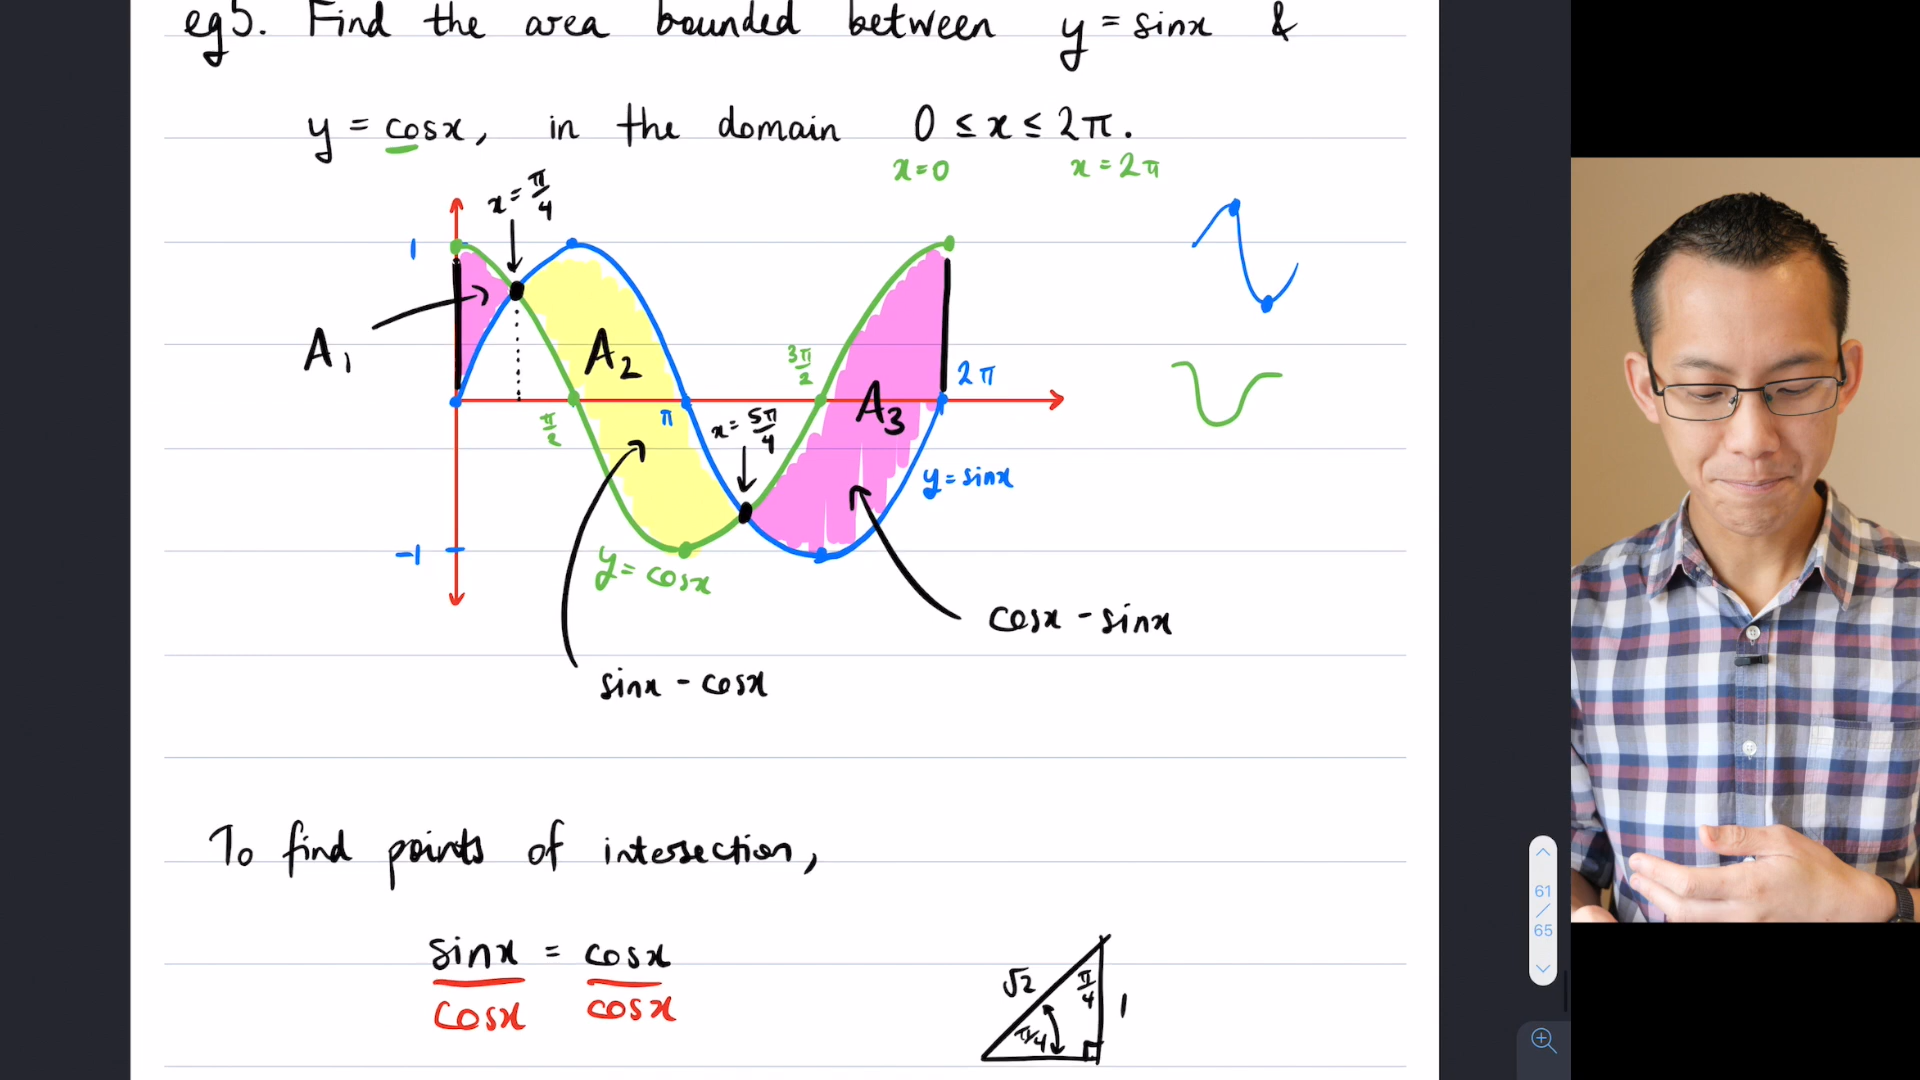 eg5. Find the area bounded between y = sinx &
y = cosx, in the domain 0 ≤ x ≤ 2π.
x=0 x=2π
x=π/4
1
A₁
A₂
3π/2
2π
A₃
π/2
π
x=5π/4
y=sinx
-1
y=cosx
cosx - sinx
sinx - cosx
To find points of intersection,
sinx/cosx = cosx/cosx
√2
π/4
1
π/4
61
/
65